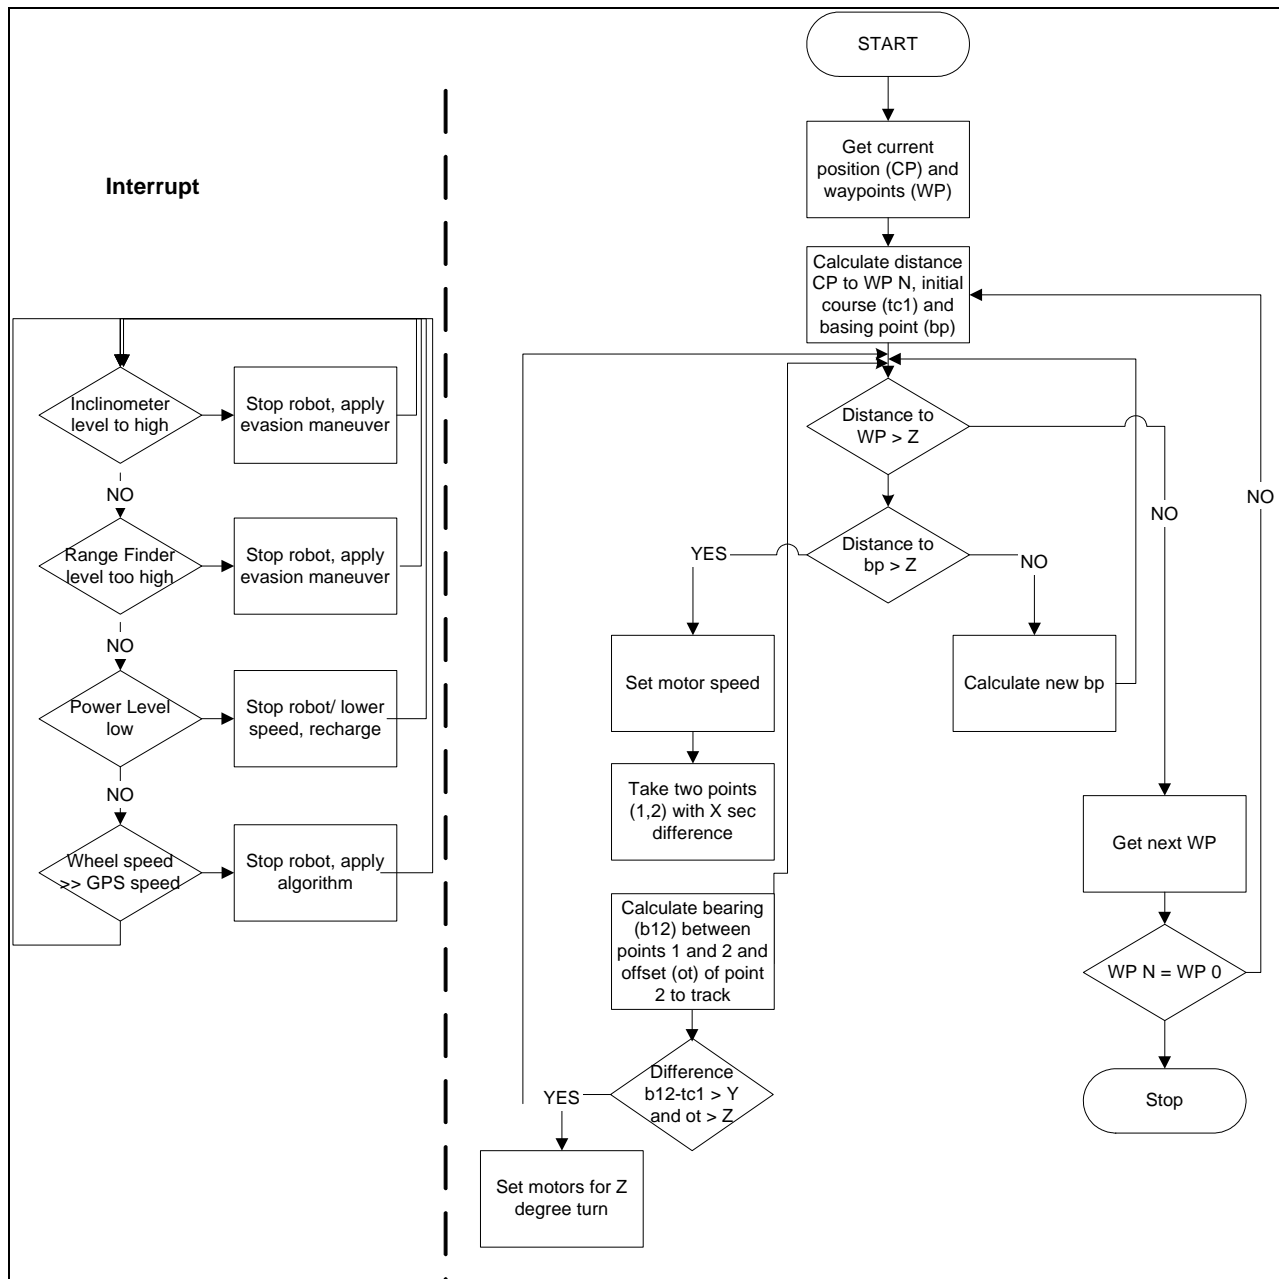 START
Get current
position (CP) and
waypoints (WP)
Interrupt
Calculate distance
CP to WP N, initial
course (tc1) and
basing point (bp)
Inclinometer
level to high
Stop robot, apply
evasion maneuver
NO
Range Finder
level too high
Stop robot, apply
evasion maneuver
NO
Power Level
low
Stop robot/ lower
speed, recharge
NO
Wheel speed
>> GPS speed
Stop robot, apply
algorithm
Distance to
WP > Z
NO
NO
Distance to
bp > Z
YES
NO
Set motor speed
Calculate new bp
Take two points
(1,2) with X sec
difference
Get next WP
Calculate bearing
(b12) between
points 1 and 2 and
offset (ot) of point
2 to track
WP N = WP 0
Difference
b12-tc1 > Y
and ot > Z
YES
Stop
Set motors for Z
degree turn